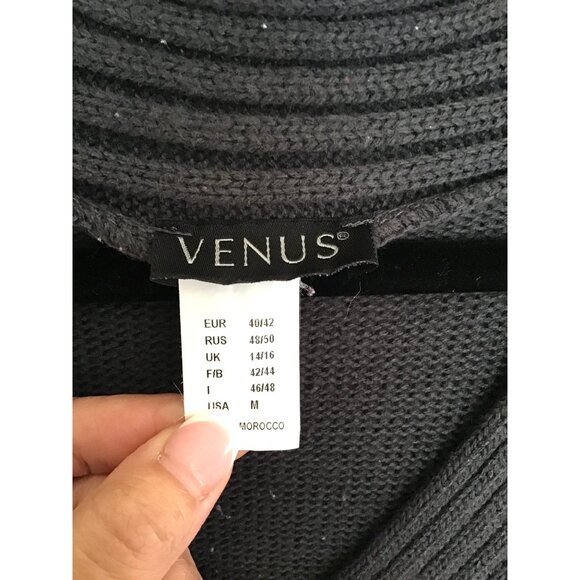 VENUS®
EUR 40/42
RUS 48/50
UK 14/16
F/B 42/44
I 46/48
USA M
MOROCCO